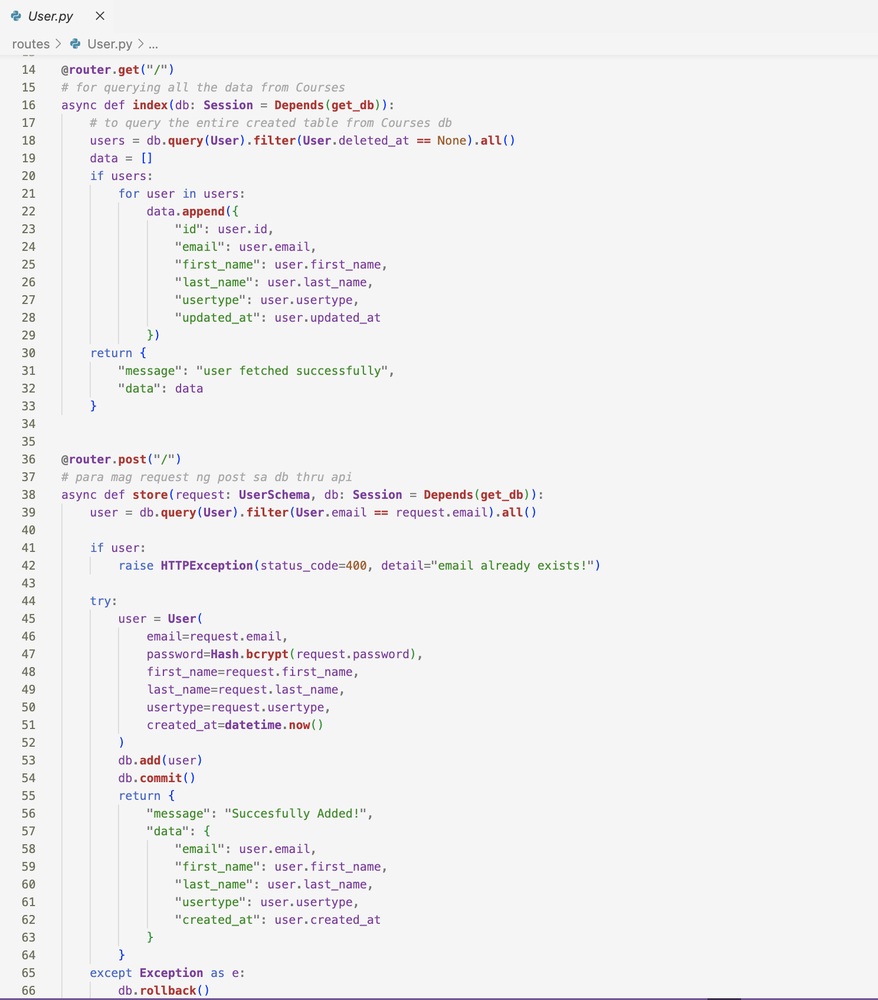 User.py
routes > User.py > ...
14 @router.get("/")
15 # for querying all the data from Courses
16 async def index(db: Session = Depends(get_db)):
17     # to query the entire created table from Courses db
18     users = db.query(User).filter(User.deleted_at == None).all()
19     data = []
20     if users:
21         for user in users:
22             data.append({
23                 "id": user.id,
24                 "email": user.email,
25                 "first_name": user.first_name,
26                 "last_name": user.last_name,
27                 "usertype": user.usertype,
28                 "updated_at": user.updated_at
29             })
30     return {
31         "message": "user fetched successfully",
32         "data": data
33     }
34
35
36 @router.post("/")
37 # para mag request ng post sa db thru api
38 async def store(request: UserSchema, db: Session = Depends(get_db)):
39     user = db.query(User).filter(User.email == request.email).all()
40
41     if user:
42         raise HTTPException(status_code=400, detail="email already exists!")
43
44     try:
45         user = User(
46             email=request.email,
47             password=Hash.bcrypt(request.password),
48             first_name=request.first_name,
49             last_name=request.last_name,
50             usertype=request.usertype,
51             created_at=datetime.now()
52         )
53         db.add(user)
54         db.commit()
55         return {
56             "message": "Succesfully Added!",
57             "data": {
58                 "email": user.email,
59                 "first_name": user.first_name,
60                 "last_name": user.last_name,
61                 "usertype": user.usertype,
62                 "created_at": user.created_at
63             }
64         }
65     except Exception as e:
66         db.rollback()